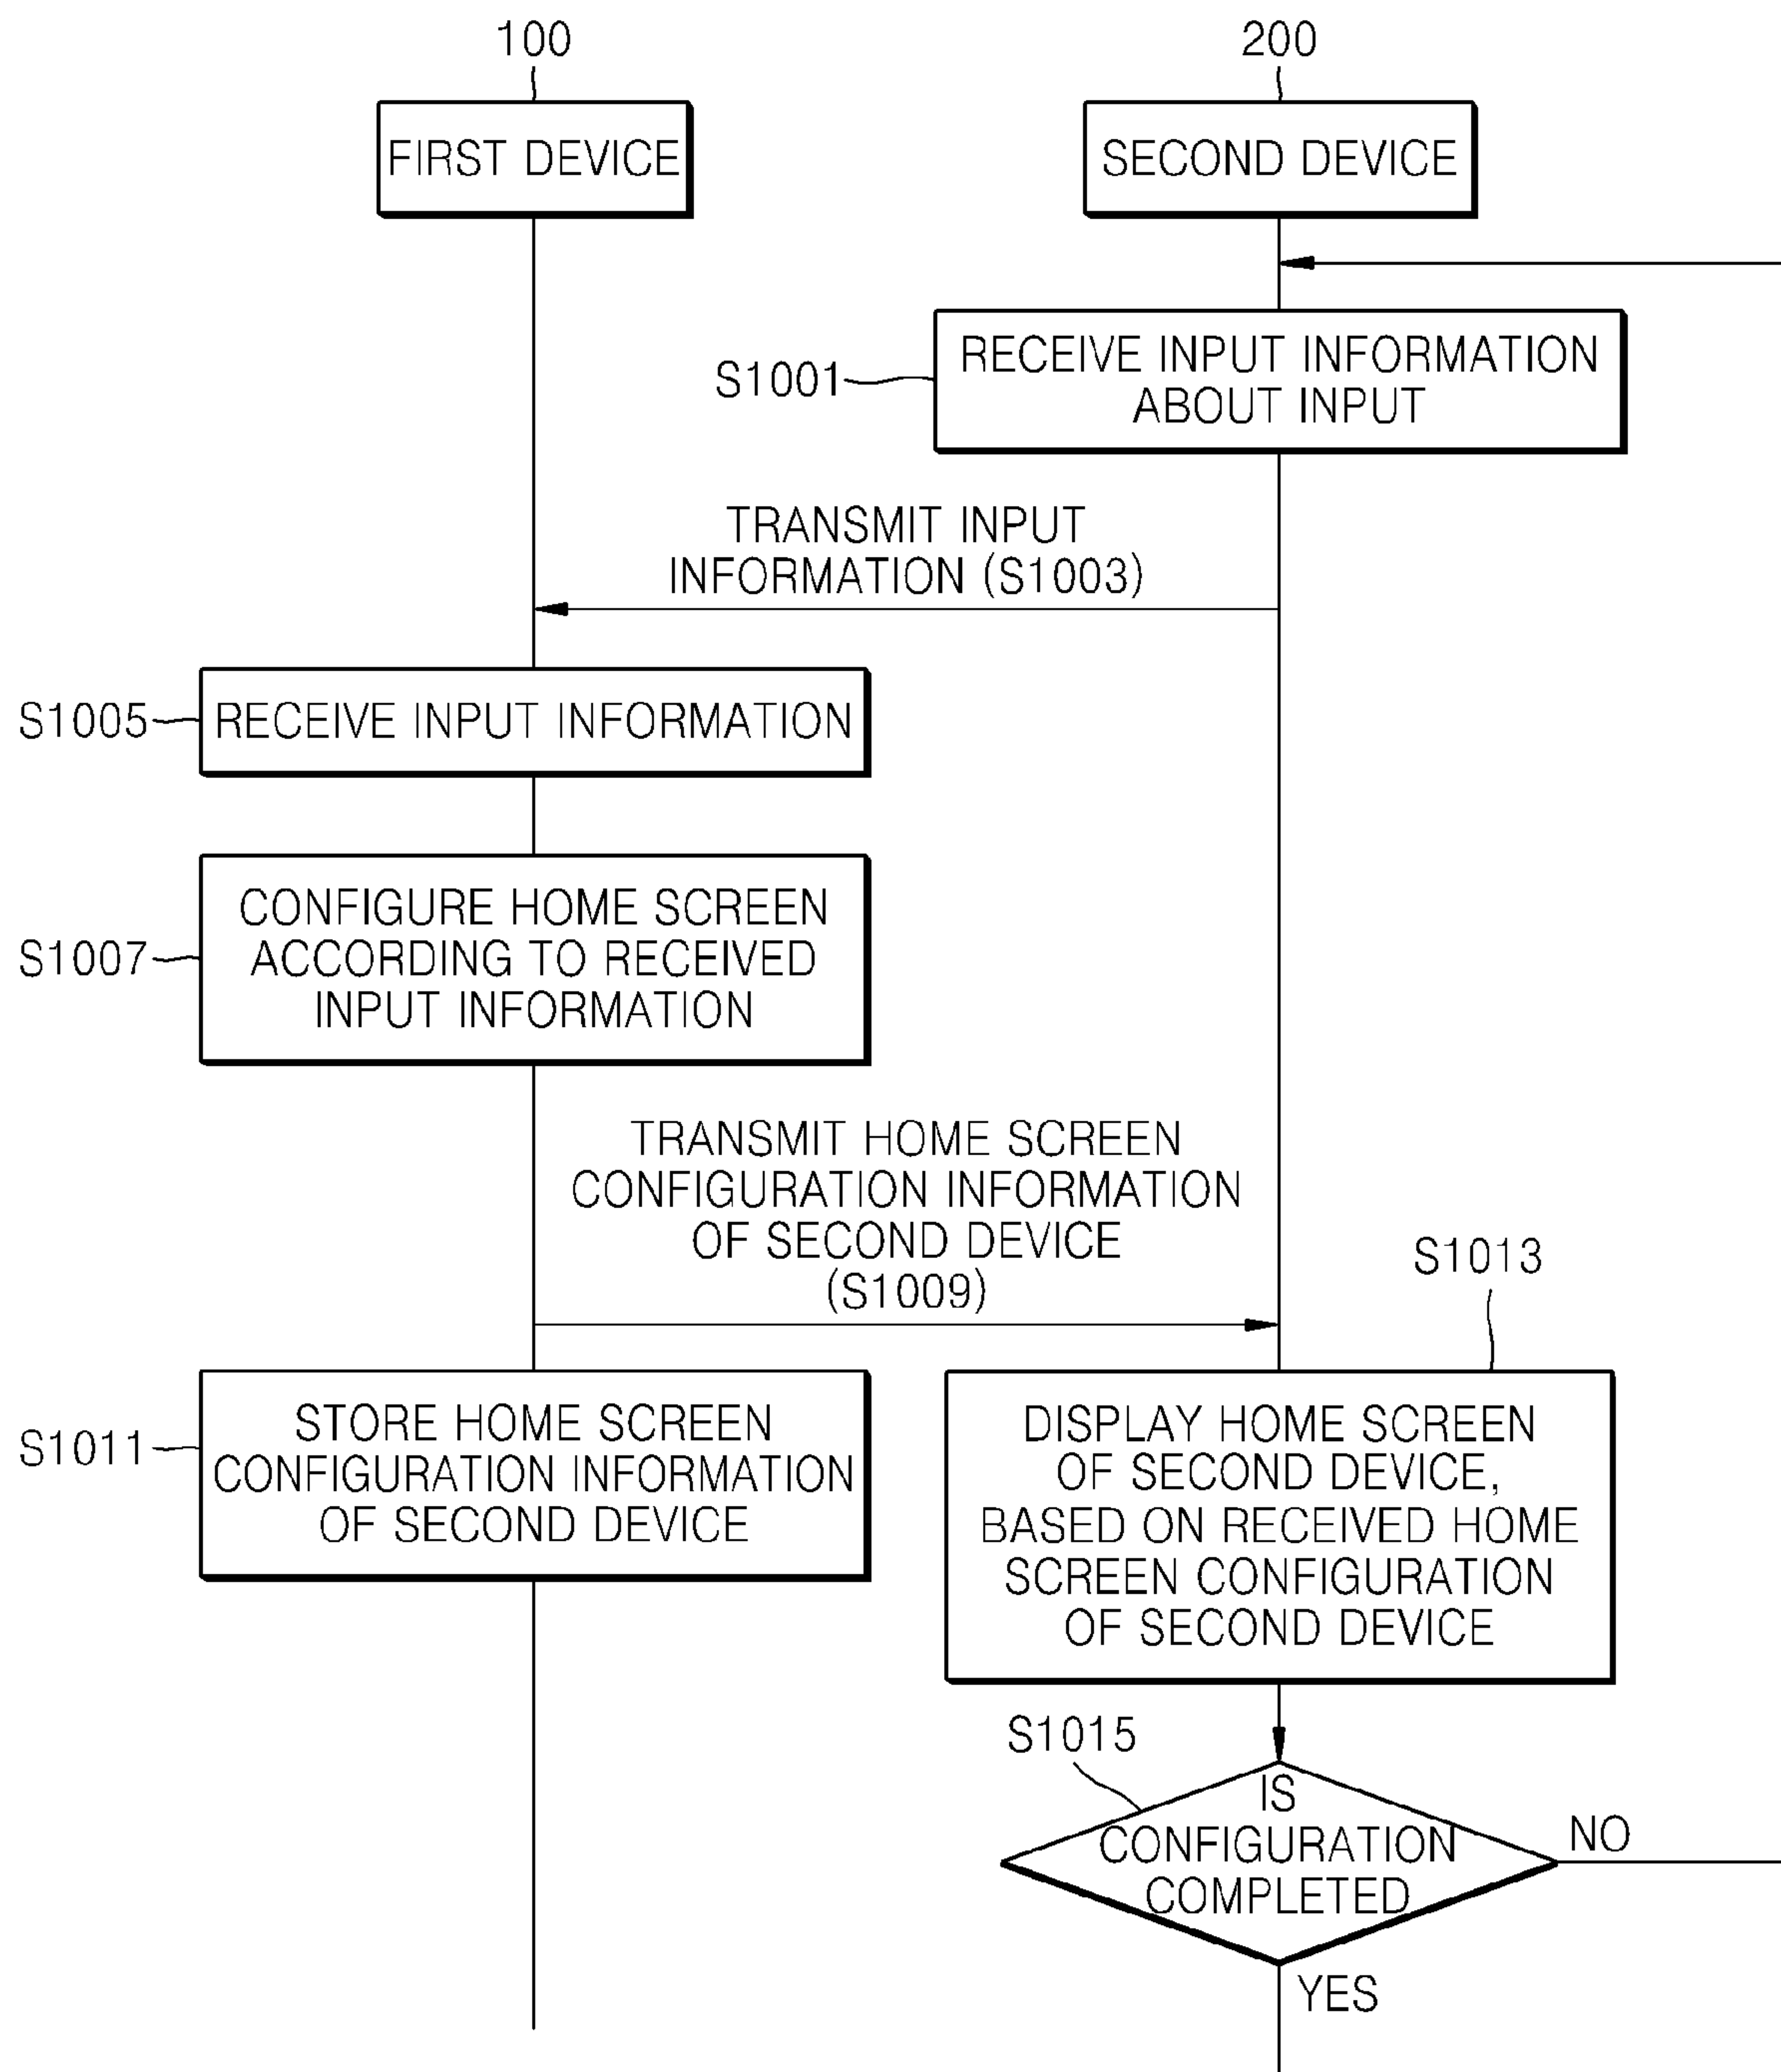 100
200
FIRST DEVICE
SECOND DEVICE
S1001
RECEIVE INPUT INFORMATION
ABOUT INPUT
TRANSMIT INPUT
INFORMATION (S1003)
S1005
RECEIVE INPUT INFORMATION
S1007
CONFIGURE HOME SCREEN
ACCORDING TO RECEIVED
INPUT INFORMATION
TRANSMIT HOME SCREEN
CONFIGURATION INFORMATION
OF SECOND DEVICE
(S1009)
S1011
STORE HOME SCREEN
CONFIGURATION INFORMATION
OF SECOND DEVICE
S1013
DISPLAY HOME SCREEN
OF SECOND DEVICE,
BASED ON RECEIVED HOME
SCREEN CONFIGURATION
OF SECOND DEVICE
S1015
IS
CONFIGURATION
COMPLETED
NO
YES